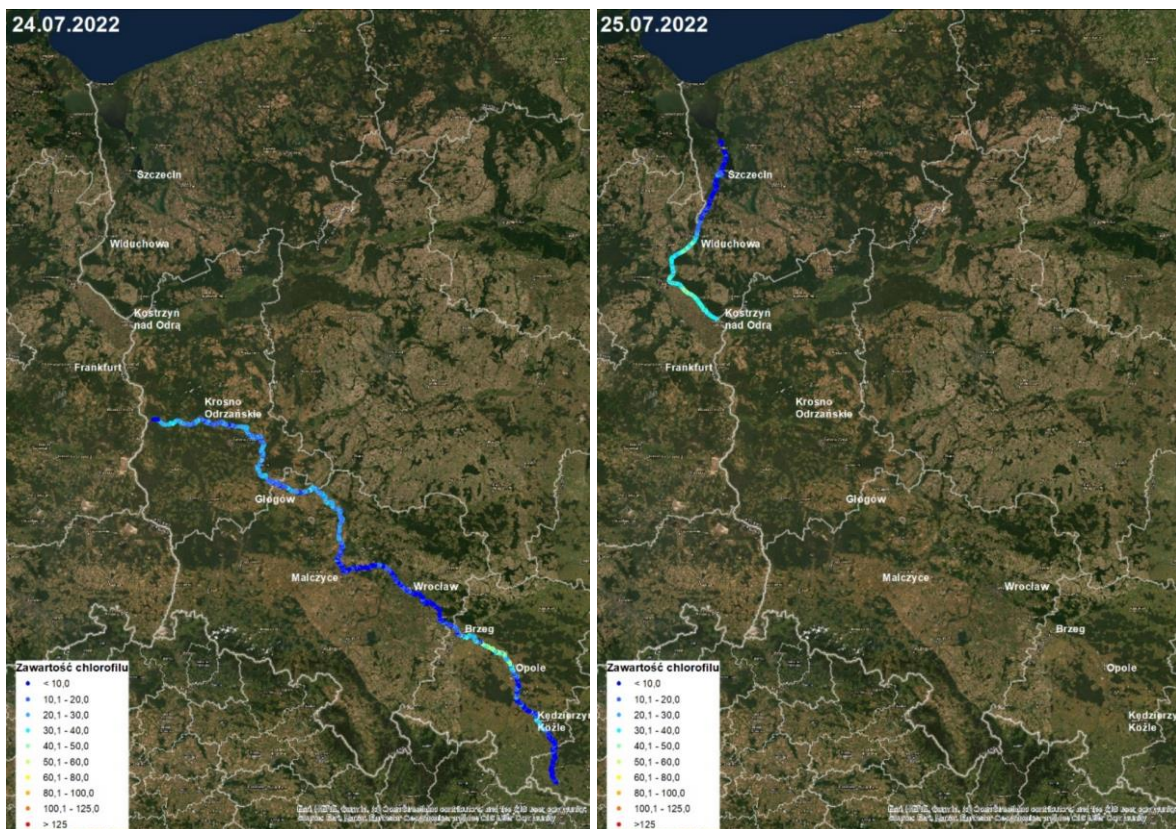 24.07.2022
Szczecin
Widuchowa
Kostrzyń
nad Odrą
Frankfurt
Krosno
Odrzańskie
Głogów
Malczyce
Wrocław
Brzeg
Opole
Kędzierzyn
Koźle
Zawartość chlorofilu
< 10,0
10,1 - 20,0
20,1 - 30,0
30,1 - 40,0
40,1 - 50,0
50,1 - 60,0
60,1 - 80,0
80,1 - 100,0
100,1 - 125,0
> 125
25.07.2022
Szczecin
Widuchowa
Kostrzyń
nad Odrą
Frankfurt
Krosno
Odrzańskie
Głogów
Malczyce
Wrocław
Brzeg
Opole
Kędzierzyn
Koźle
Zawartość chlorofilu
< 10,0
10,1 - 20,0
20,1 - 30,0
30,1 - 40,0
40,1 - 50,0
50,1 - 60,0
60,1 - 80,0
80,1 - 100,0
100,1 - 125,0
> 125